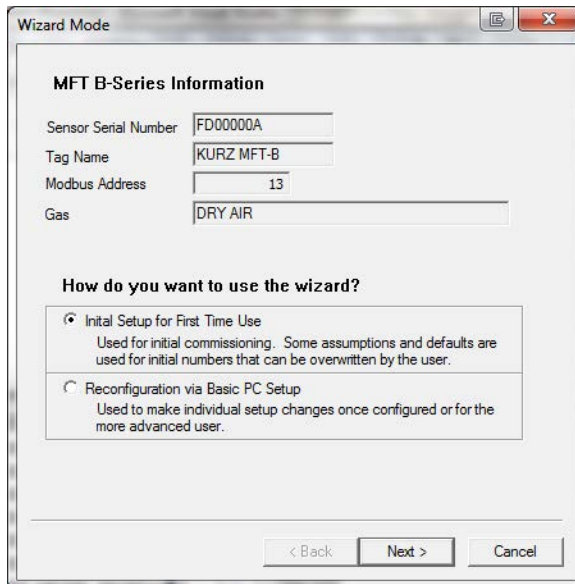 Wizard Mode
MFT B-Series Information
Sensor Serial Number FD00000A
Tag Name KURZ MFT-B
Modbus Address 13
Gas DRY AIR
How do you want to use the wizard?
Inital Setup for First Time Use
Used for initial commissioning. Some assumptions and defaults are
used for initial numbers that can be overwritten by the user.
Reconfiguration via Basic PC Setup
Used to make individual setup changes once configured or for the
more advanced user.
< Back Next > Cancel